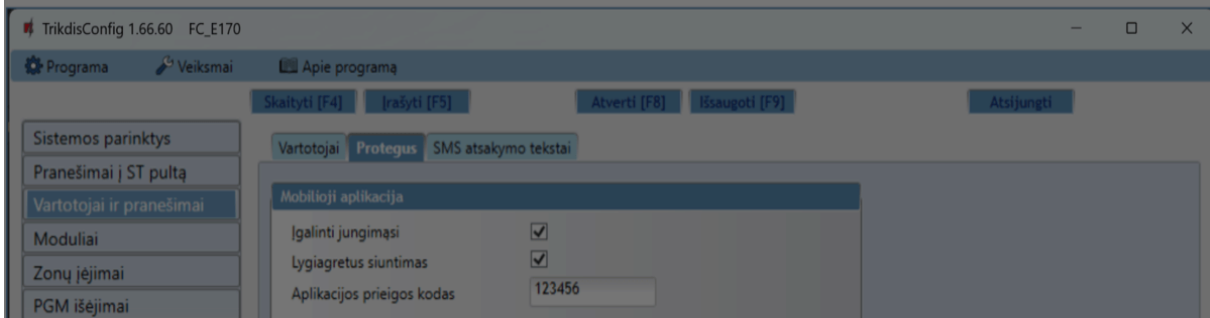 TrikdisConfig 1.66.60 FC_E170
Programa Veiksmai Apie programą
Skaityti [F4] Įrašyti [F5] Atverti [F8] Išsaugoti [F9] Atsijungti
Sistemos parinktys
Vartotojai Protegus SMS atsakymo tekstai
Pranešimai į ST pultą
Vartotojai ir pranešimai
Mobilioji aplikacija
Moduliai
Įgalinti jungimąsi
Zonų įėjimai
Lygiagretus siuntimas
PGM išėjimai
Aplikacijos prieigos kodas 123456